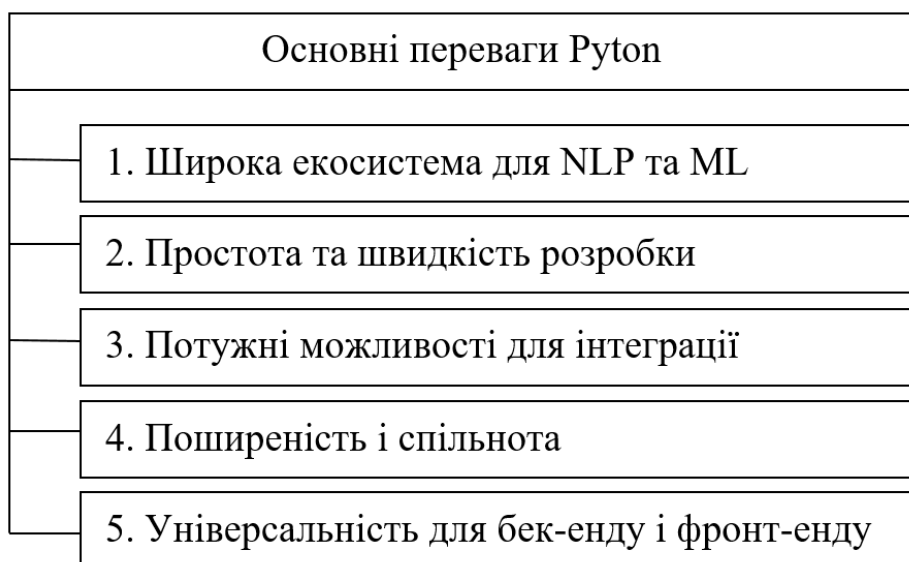 Основні переваги Pyton
1. Широка екосистема для NLP та ML
2. Простота та швидкість розробки
3. Потужні можливості для інтеграції
4. Поширеність і спільнота
5. Універсальність для бек-енду і фронт-енду